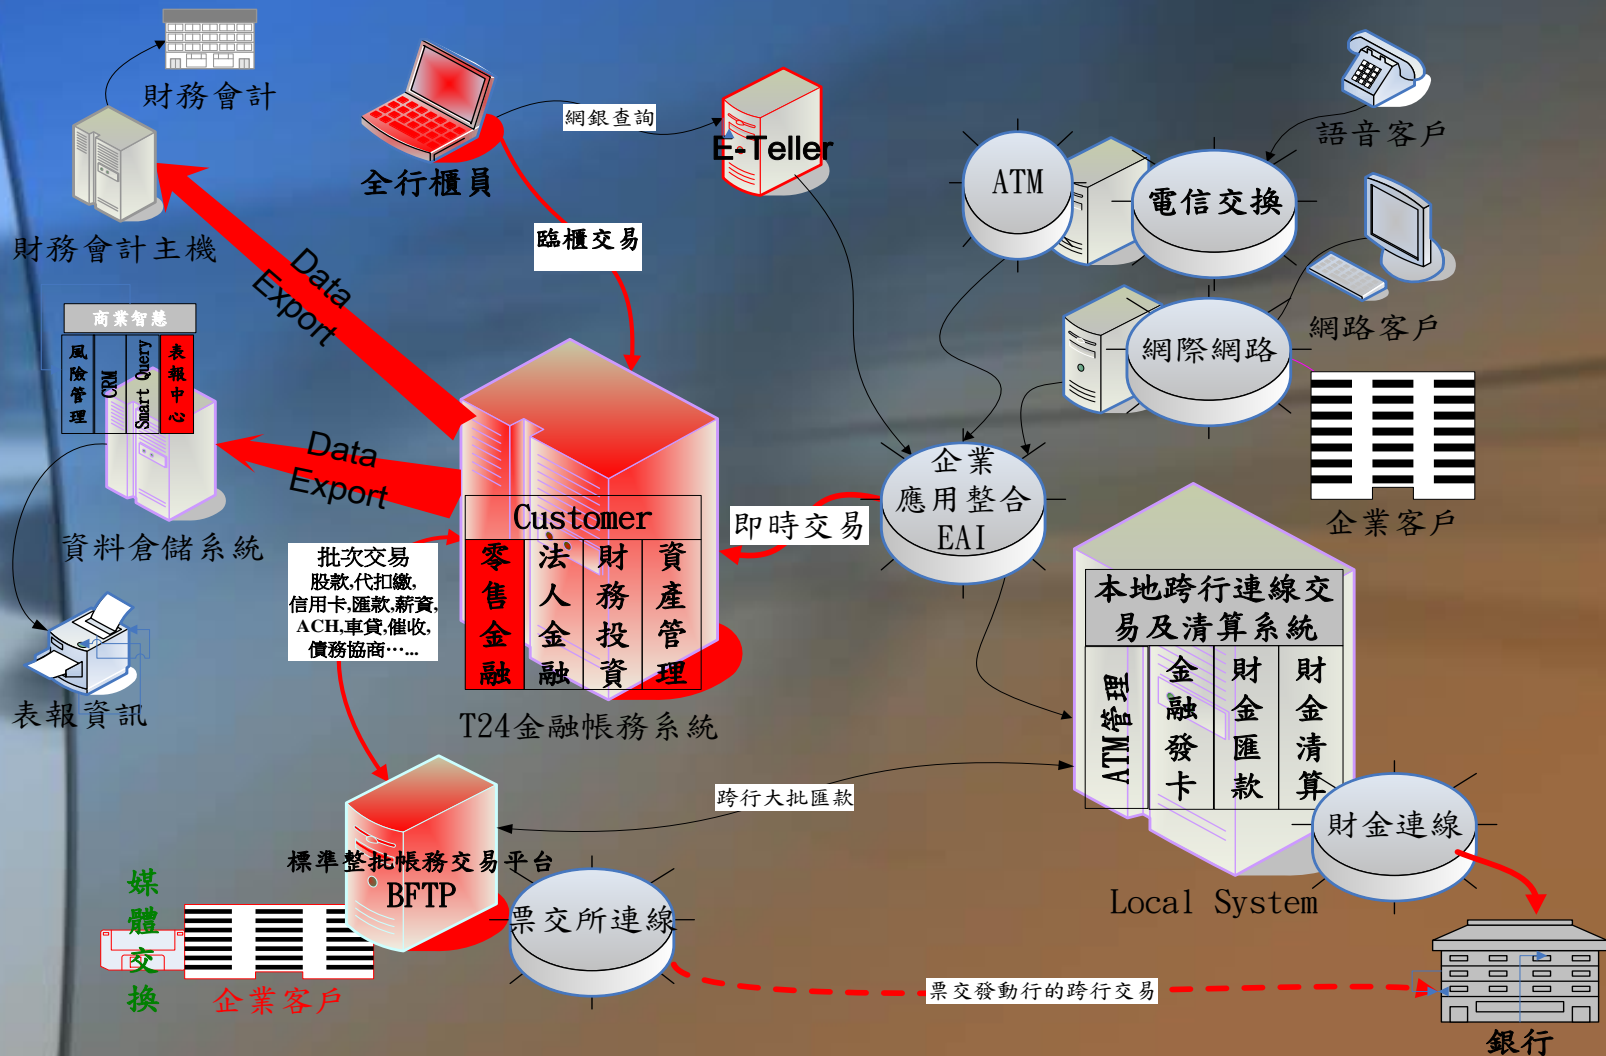 財務會計
財務會計主機
全行櫃員
網銀查詢
E-Teller
臨櫃交易
ATM
電信交換
語音客戶
網路客戶
網際網路
企業客戶
Data
Export
商業智慧
風險管理
CRM
Smart Query
表報中心
Data
Export
資料倉儲系統
表報資訊
批次交易
股款,代扣繳,
信用卡,匯款,薪資,
ACH,車貸,催收,
債務協商⋯...
Customer
零售金融
法人金融
財務投資
資產管理
T24金融帳務系統
即時交易
企業
應用整合
EAI
本地跨行連線交
易及清算系統
ATM管理
金融發卡
財金匯款
財金清算
財金連線
Local System
跨行大批匯款
標準整批帳務交易平台
BFTP
票交所連線
媒體交換
企業客戶
票交發動行的跨行交易
銀行